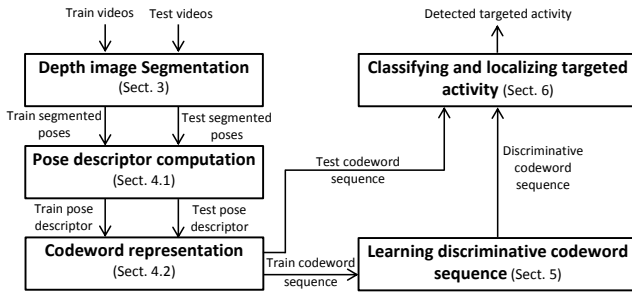 Train videos
Test videos
Depth image Segmentation
(Sect. 3)
Train segmented
poses
Test segmented
poses
Pose descriptor computation
(Sect. 4.1)
Train pose
descriptor
Test pose
descriptor
Codeword representation
(Sect. 4.2)
Test codeword
sequence
Train codeword
sequence
Learning discriminative codeword
sequence (Sect. 5)
Discriminative
codeword
sequence
Classifying and localizing targeted
activity (Sect. 6)
Detected targeted activity